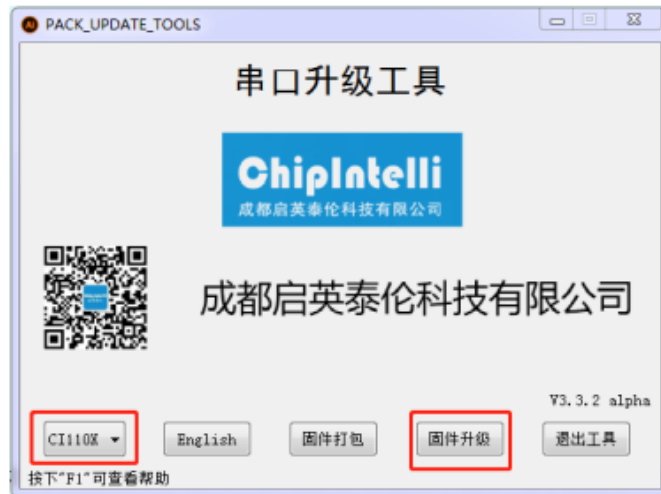 PACK_UPDATE_TOOLS
串口升级工具
ChipIntelli
成都启英泰伦科技有限公司
成都启英泰伦科技有限公司
V3.3.2 alpha
CI110X English 固件打包 固件升级 退出工具
按下"F1"可查看帮助